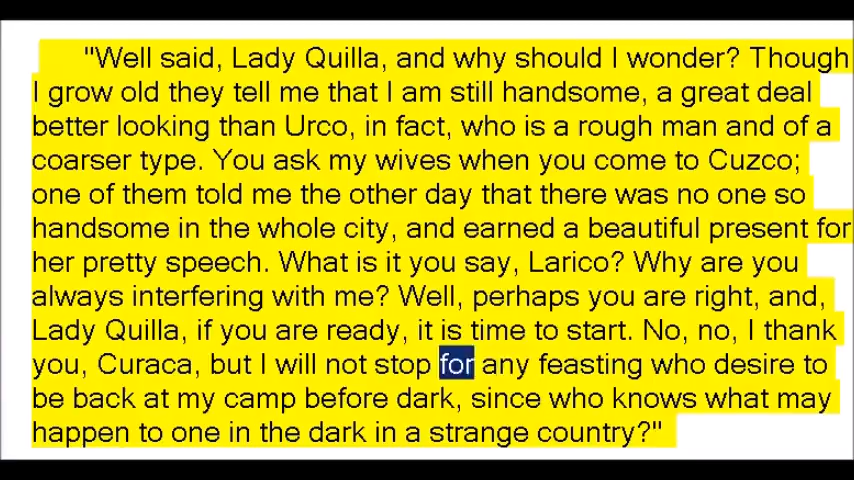 "Well said, Lady Quilla, and why should I wonder? Though
I grow old they tell me that I am still handsome, a great deal
better looking than Urco, in fact, who is a rough man and of a
coarser type. You ask my wives when you come to Cuzco;
one of them told me the other day that there was no one so
handsome in the whole city, and earned a beautiful present for
her pretty speech. What is it you say, Larico? Why are you
always interfering with me? Well, perhaps you are right, and,
Lady Quilla, if you are ready, it is time to start. No, no, I thank
you, Curaca, but I will not stop for any feasting who desire to
be back at my camp before dark, since who knows what may
happen to one in the dark in a strange country?"